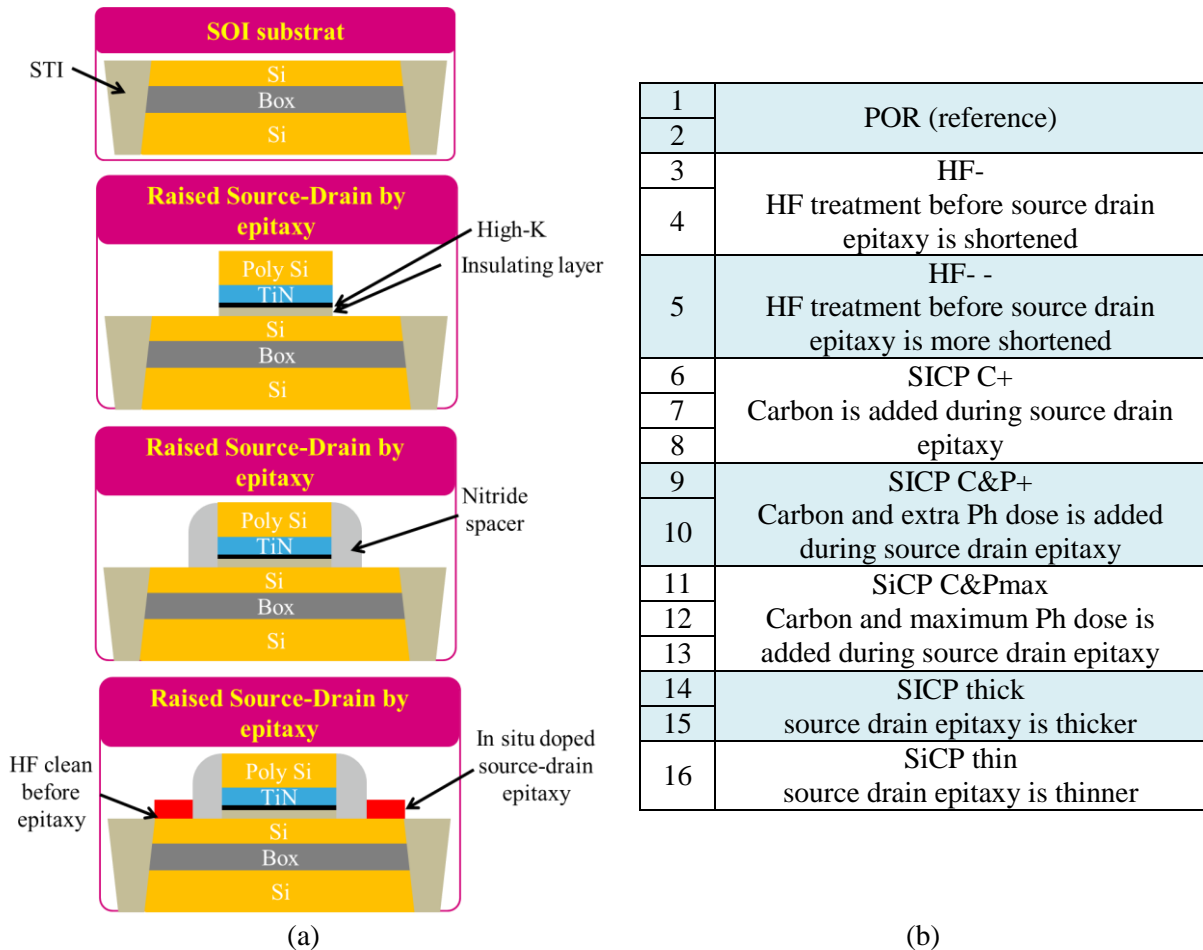 SOI substrat
STI
Si
Box
Si
Raised Source-Drain by
epitaxy
High-K
Insulating layer
Poly Si
TiN
Si
Box
Si
Raised Source-Drain by
epitaxy
Nitride
spacer
Poly Si
TiN
Si
Box
Si
Raised Source-Drain by
epitaxy
HF clean
before
epitaxy
In situ doped
source-drain
epitaxy
Poly Si
TiN
Si
Box
Si
(a)
1
2
POR (reference)
3
4
HF-
HF treatment before source drain
epitaxy is shortened
5
HF- -
HF treatment before source drain
epitaxy is more shortened
6
7
8
SICP C+
Carbon is added during source drain
epitaxy
9
10
SICP C&P+
Carbon and extra Ph dose is added
during source drain epitaxy
11
12
13
SiCP C&Pmax
Carbon and maximum Ph dose is
added during source drain epitaxy
14
15
SICP thick
source drain epitaxy is thicker
16
SiCP thin
source drain epitaxy is thinner
(b)